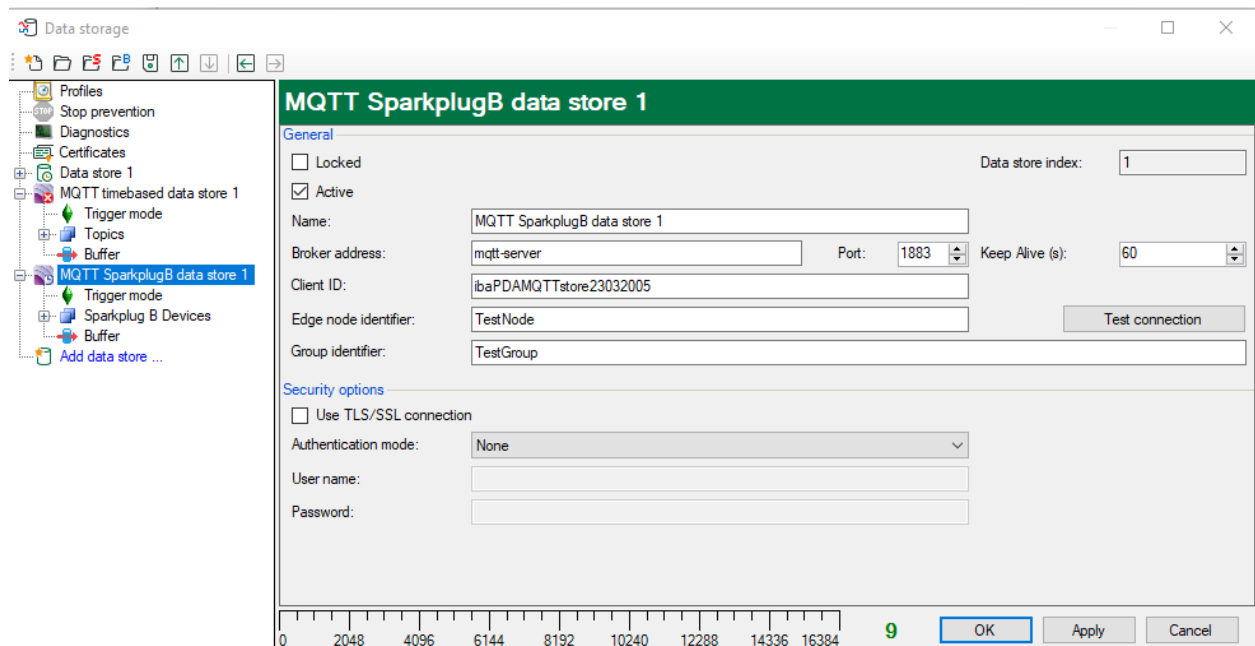 Data storage
Profiles
Stop prevention
Diagnostics
Certificates
Data store 1
MQTT timebased data store 1
Trigger mode
Topics
Buffer
MQTT SparkplugB data store 1
Trigger mode
Sparkplug B Devices
Buffer
Add data store ...
MQTT SparkplugB data store 1
General
Locked
Data store index: 1
Active
Name: MQTT SparkplugB data store 1
Broker address: mqtt-server Port: 1883 Keep Alive (s): 60
Client ID: ibaPDAMQTTstore23032005
Edge node identifier: TestNode Test connection
Group identifier: TestGroup
Security options
Use TLS/SSL connection
Authentication mode: None
User name:
Password:
0 2048 4096 6144 8192 10240 12288 14336 16384
9 OK Apply Cancel